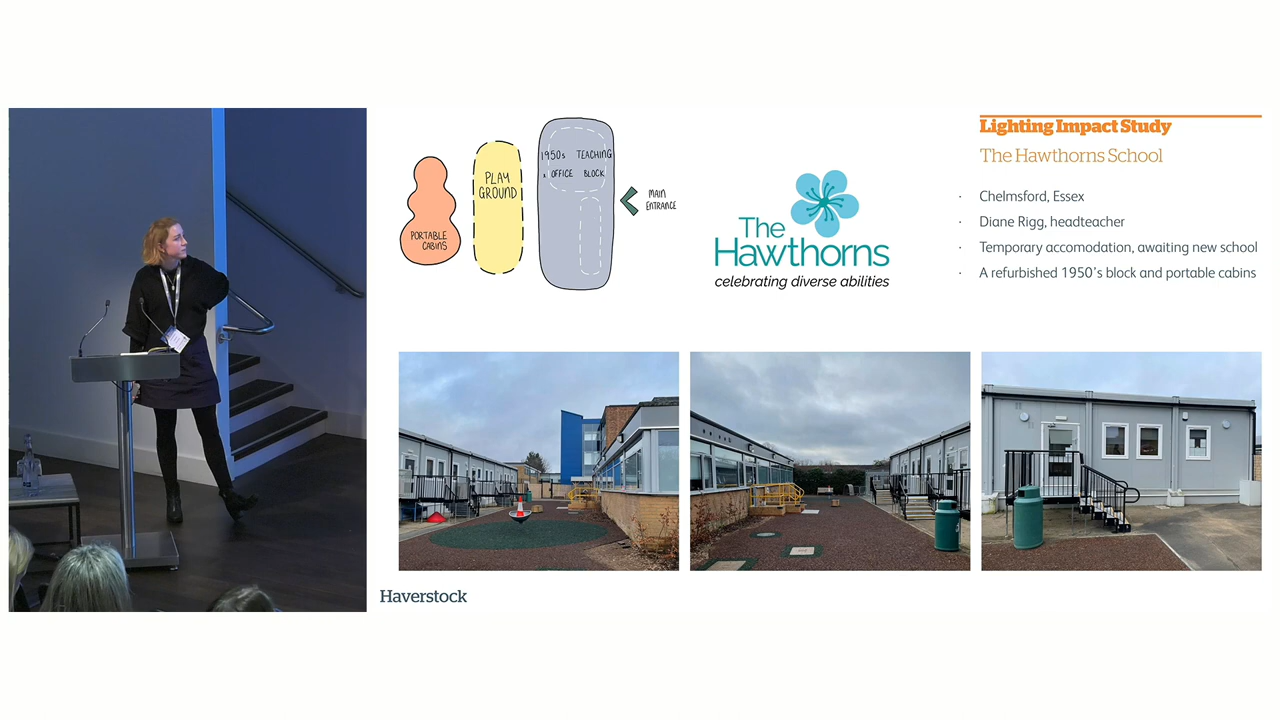 1950s TEACHING
& OFFICE BLOCK
PLAY
GROUND
PORTABLE
CABINS
MAIN
ENTRANCE
The
Hawthorns
celebrating diverse abilities
Lighting Impact Study
The Hawthorns School
· Chelmsford, Essex
· Diane Rigg, headteacher
· Temporary accomodation, awaiting new school
· A refurbished 1950's block and portable cabins
Haverstock